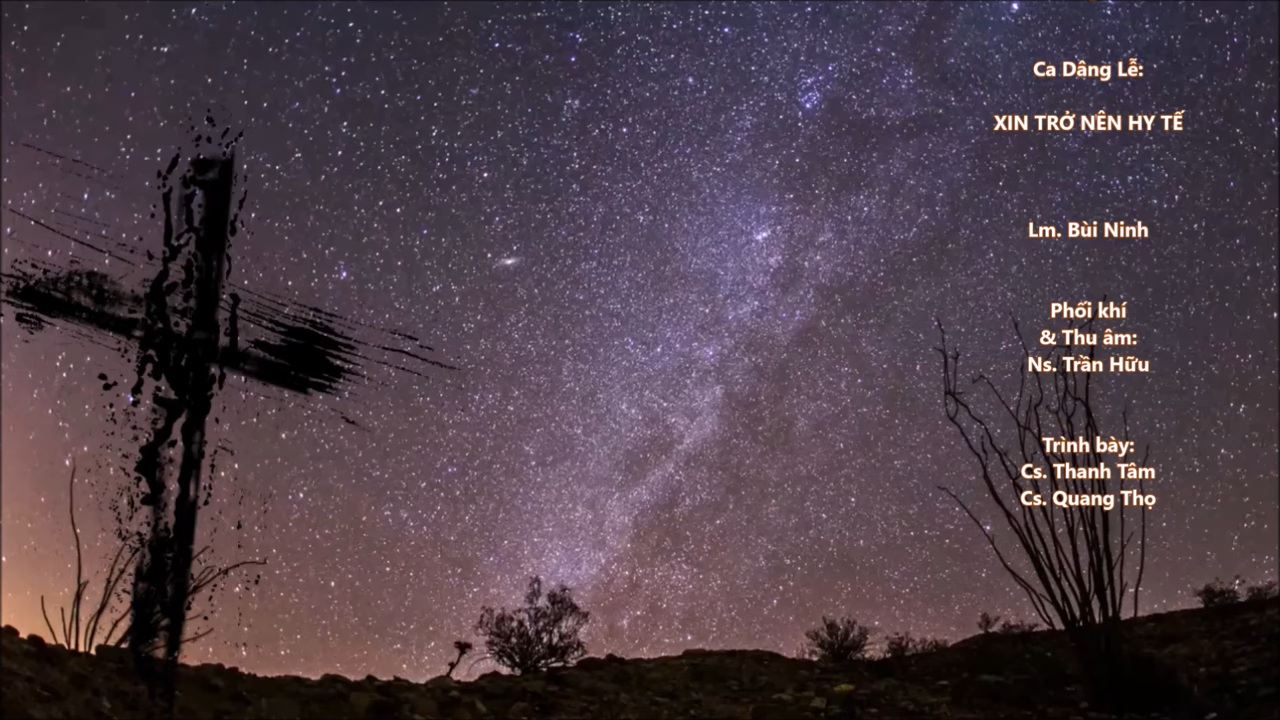 Ca Dâng Lễ:
XIN TRỞ NÊN HY TẾ
Lm. Bùi Ninh
Phối khí
& Thu âm:
Ns. Trần Hữu
Trình bày:
Cs. Thanh Tâm
Cs. Quang Thọ